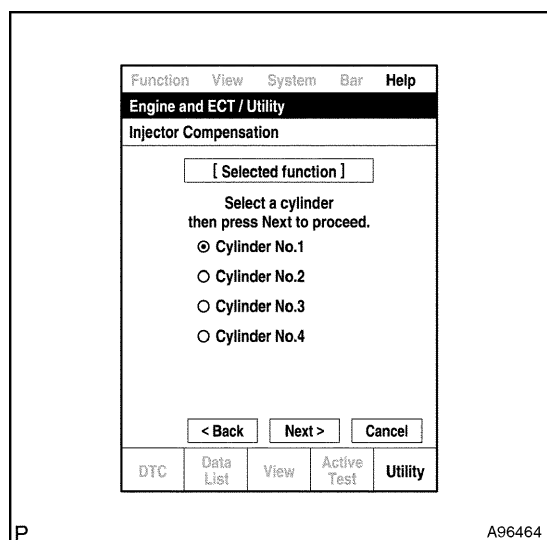 Function View System Bar Help
Engine and ECT / Utility
Injector Compensation
[ Selected function ]
Select a cylinder
then press Next to proceed.
Cylinder No.1
Cylinder No.2
Cylinder No.3
Cylinder No.4
< Back Next > Cancel
DTC Data List View Active Test Utility
P A96464